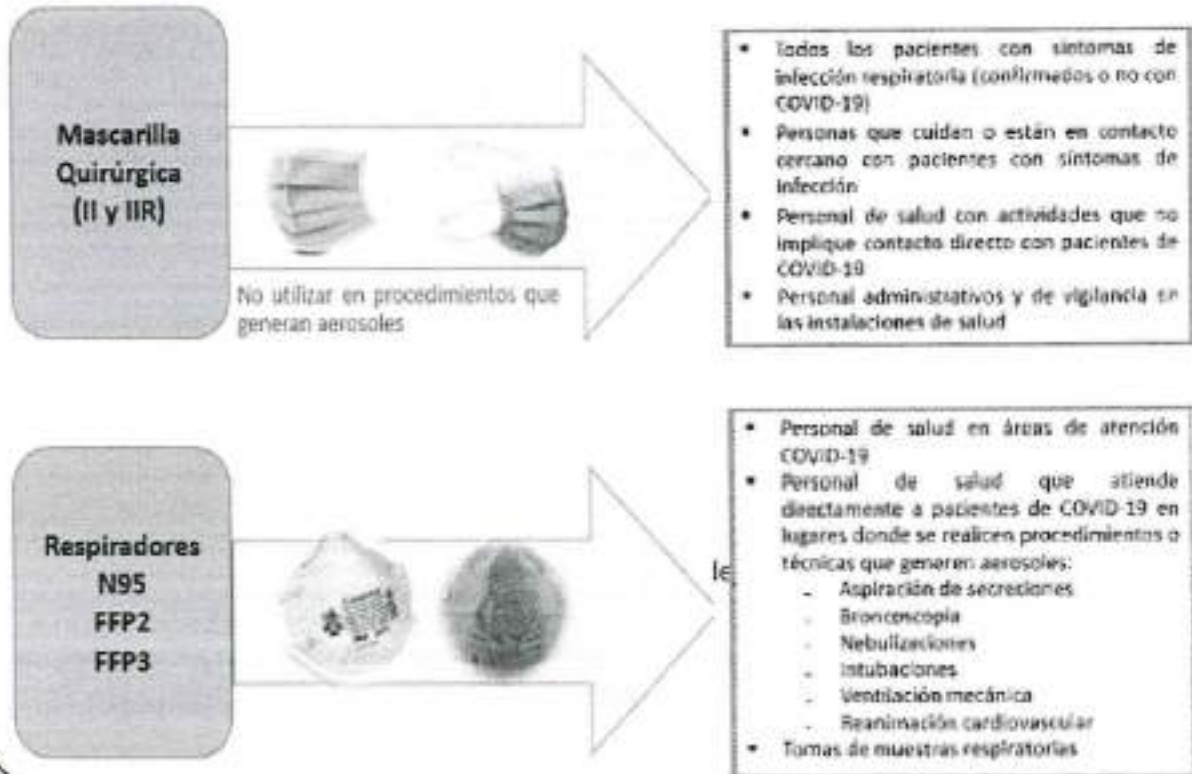 Mascarilla
Quirúrgica
(II y IIR)
No utilizar en procedimientos que
generan aerosoles
• Todos los pacientes con síntomas de
infección respiratoria (confirmados o no con
COVID-19)
• Personas que cuidan o están en contacto
cercano con pacientes con síntomas de
infección
• Personal de salud con actividades que no
implique contacto directo con pacientes de
COVID-19
• Personal administrativos y de vigilancia en
las instalaciones de salud
Respiradores
N95
FFP2
FFP3
le
• Personal de salud en áreas de atención
COVID-19
• Personal de salud que atiende
directamente a pacientes de COVID-19 en
lugares donde se realicen procedimientos o
técnicas que generen aerosoles:
- Aspiración de secreciones
- Broncoscopia
- Nebulizaciones
- Intubaciones
- Ventilación mecánica
- Reanimación cardiovascular
• Tomas de muestras respiratorias